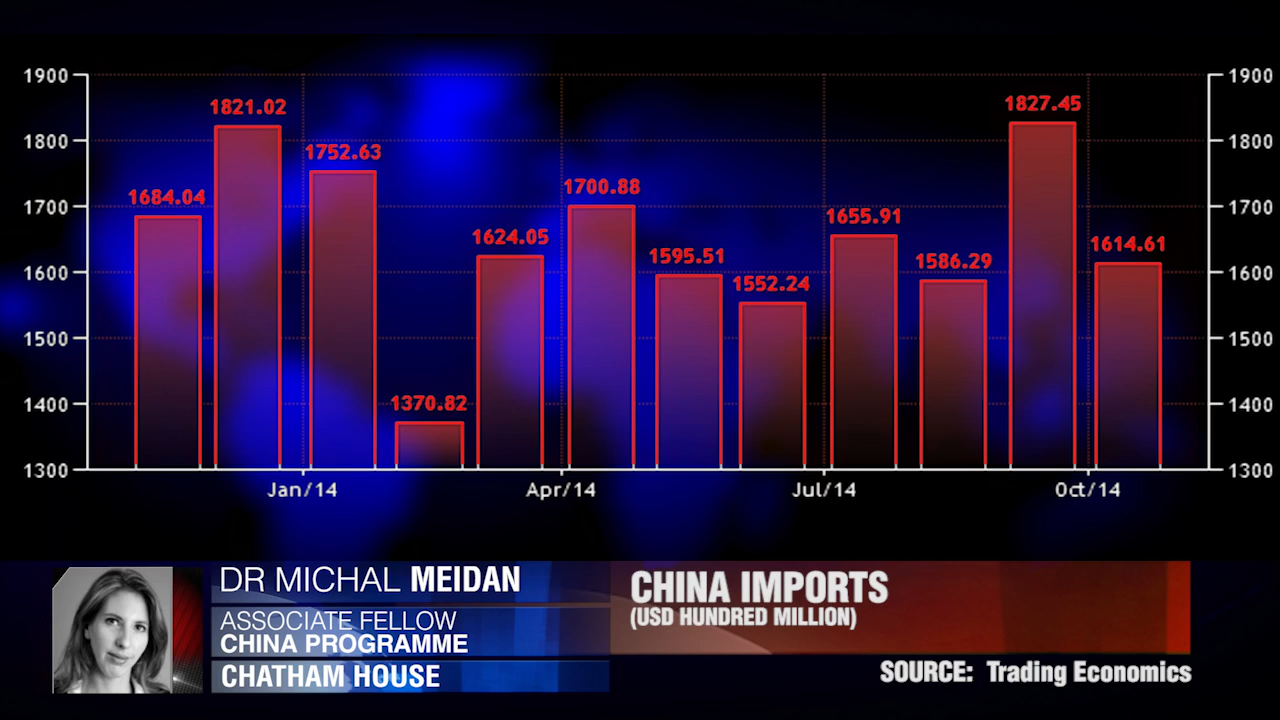 1900 1900
1827.45
1821.02
1800 1800
1752.63
1700.88
1684.04
1700 1700
1655.91
1624.05
1614.61
1595.51
1586.29
1600 1600
1552.24
1500 1500
1400 1400
1370.82
1300 1300
Jan/14 Apr/14 Jul/14 Oct/14
DR MICHAL MEIDAN
ASSOCIATE FELLOW
CHINA PROGRAMME
CHATHAM HOUSE
CHINA IMPORTS
(USD HUNDRED MILLION)
SOURCE: Trading Economics